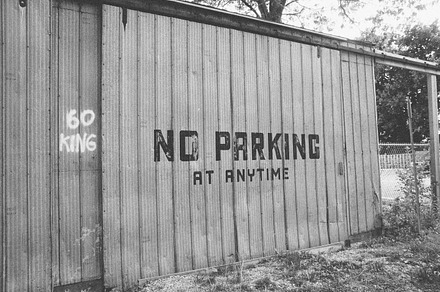 60
KING
NO PARKING
AT ANYTIME